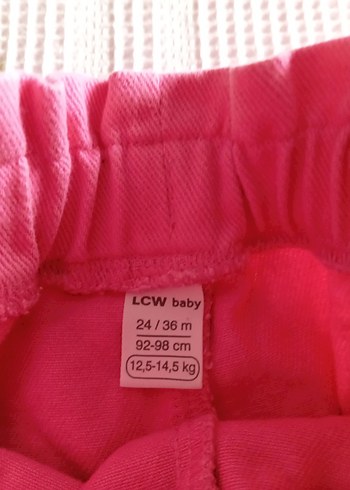 LCW baby
24 / 36 m
92-98 cm
12,5-14,5 kg